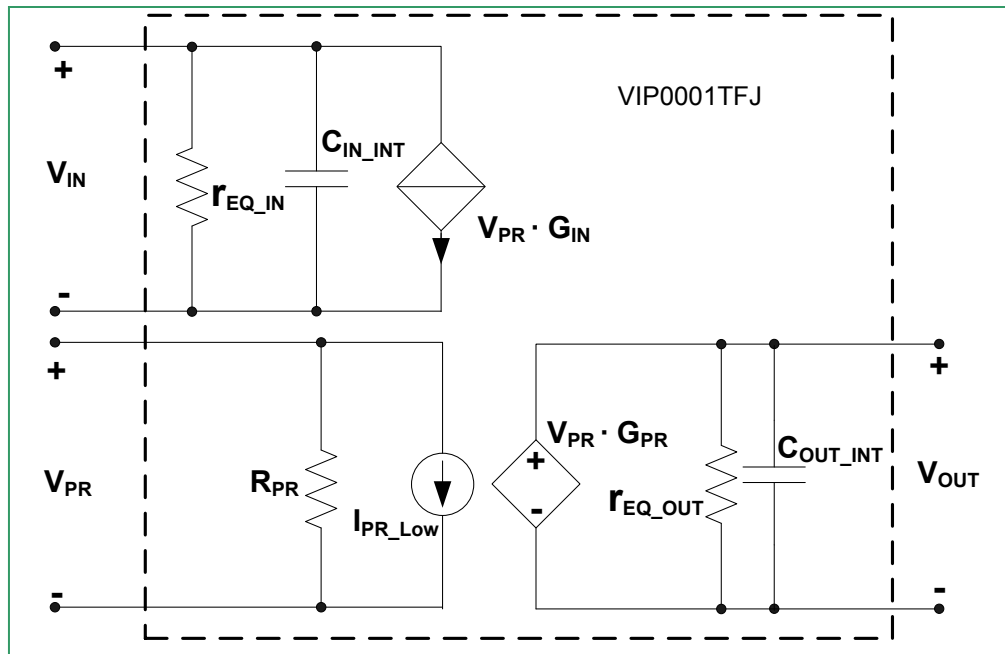 VIP0001TFJ
+
V_IN
-
r_EQ_IN
C_IN_INT
V_PR · G_IN
+
V_PR
-
R_PR
I_PR_Low
V_PR · G_PR
+
-
r_EQ_OUT
C_OUT_INT
+
V_OUT
-